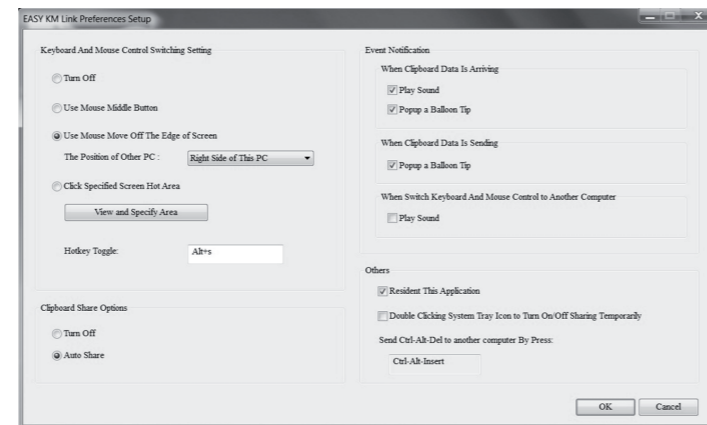 EASY KM Link Preferences Setup
Keyboard And Mouse Control Switching Setting
Turn Off
Use Mouse Middle Button
Use Mouse Move Off The Edge of Screen
The Position of Other PC :
Right Side of This PC
Click Specified Screen Hot Area
View and Specify Area
Hotkey Toggle:
Alt+s
Clipboard Share Options
Turn Off
Auto Share
Event Notification
When Clipboard Data Is Arriving
Play Sound
Popup a Balloon Tip
When Clipboard Data Is Sending
Popup a Balloon Tip
When Switch Keyboard And Mouse Control to Another Computer
Play Sound
Others
Resident This Application
Double Clicking System Tray Icon to Turn On/Off Sharing Temporarily
Send Ctrl-Alt-Del to another computer By Press:
Ctrl-Alt-Insert
OK
Cancel